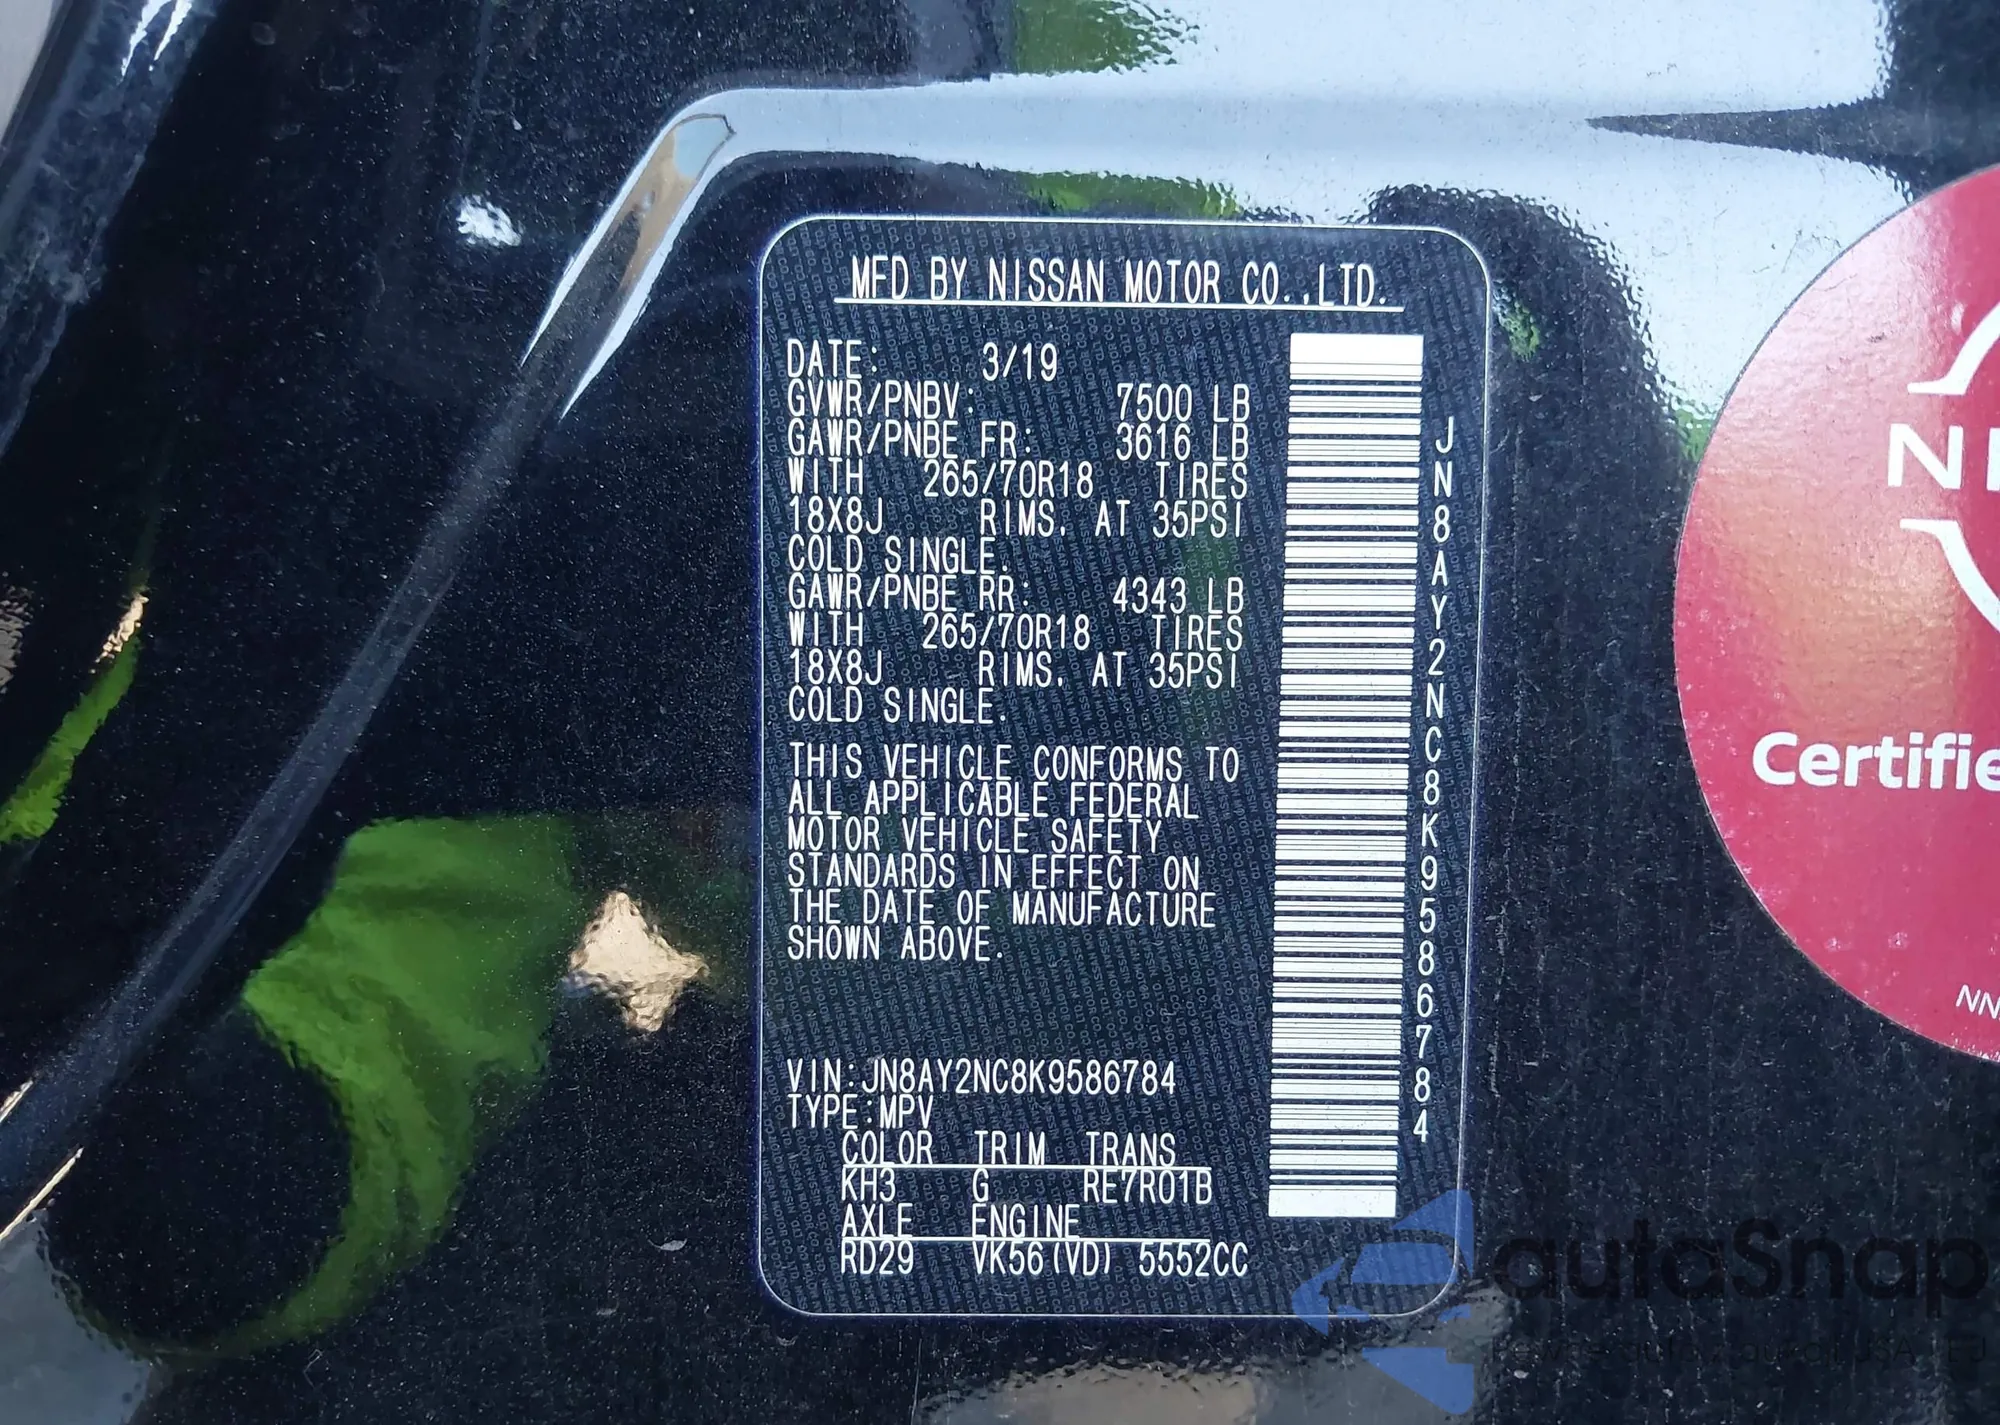 MFD BY NISSAN MOTOR CO.,LTD.
DATE: 3/19
GVWR/PNBV: 7500 LB
GAWR/PNBE FR: 3616 LB
WITH 265/70R18 TIRES
18X8J RIMS, AT 35PSI
COLD SINGLE.
GAWR/PNBE RR: 4343 LB
WITH 265/70R18 TIRES
18X8J RIMS, AT 35PSI
COLD SINGLE.
THIS VEHICLE CONFORMS TO
ALL APPLICABLE FEDERAL
MOTOR VEHICLE SAFETY
STANDARDS IN EFFECT ON
THE DATE OF MANUFACTURE
SHOWN ABOVE.
VIN:JN8AY2NC8K9586784
TYPE:MPV
COLOR TRIM TRANS
KH3 G RE7R01B
AXLE ENGINE
RD29 VK56(VD) 5552CC
JN8AY2NC8K9586784
Certifie
NN
autoSnap